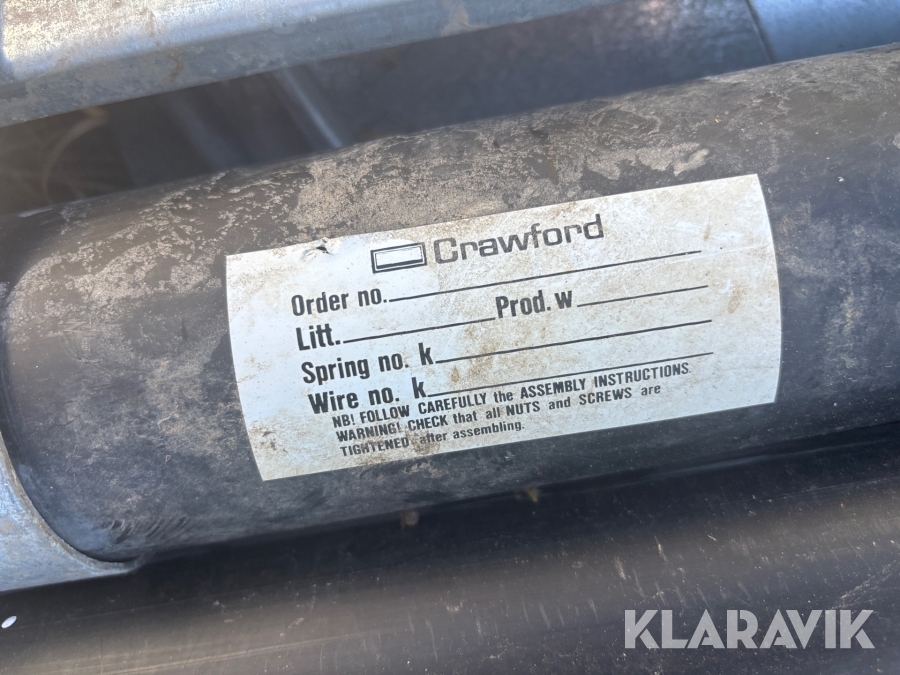 Crawford
Order no.
Litt. Prod. w
Spring no. k
Wire no. k
NB! FOLLOW CAREFULLY the ASSEMBLY INSTRUCTIONS
WARNING! CHECK that all NUTS and SCREWS are
TIGHTENED after assembling.
KLARAVIK